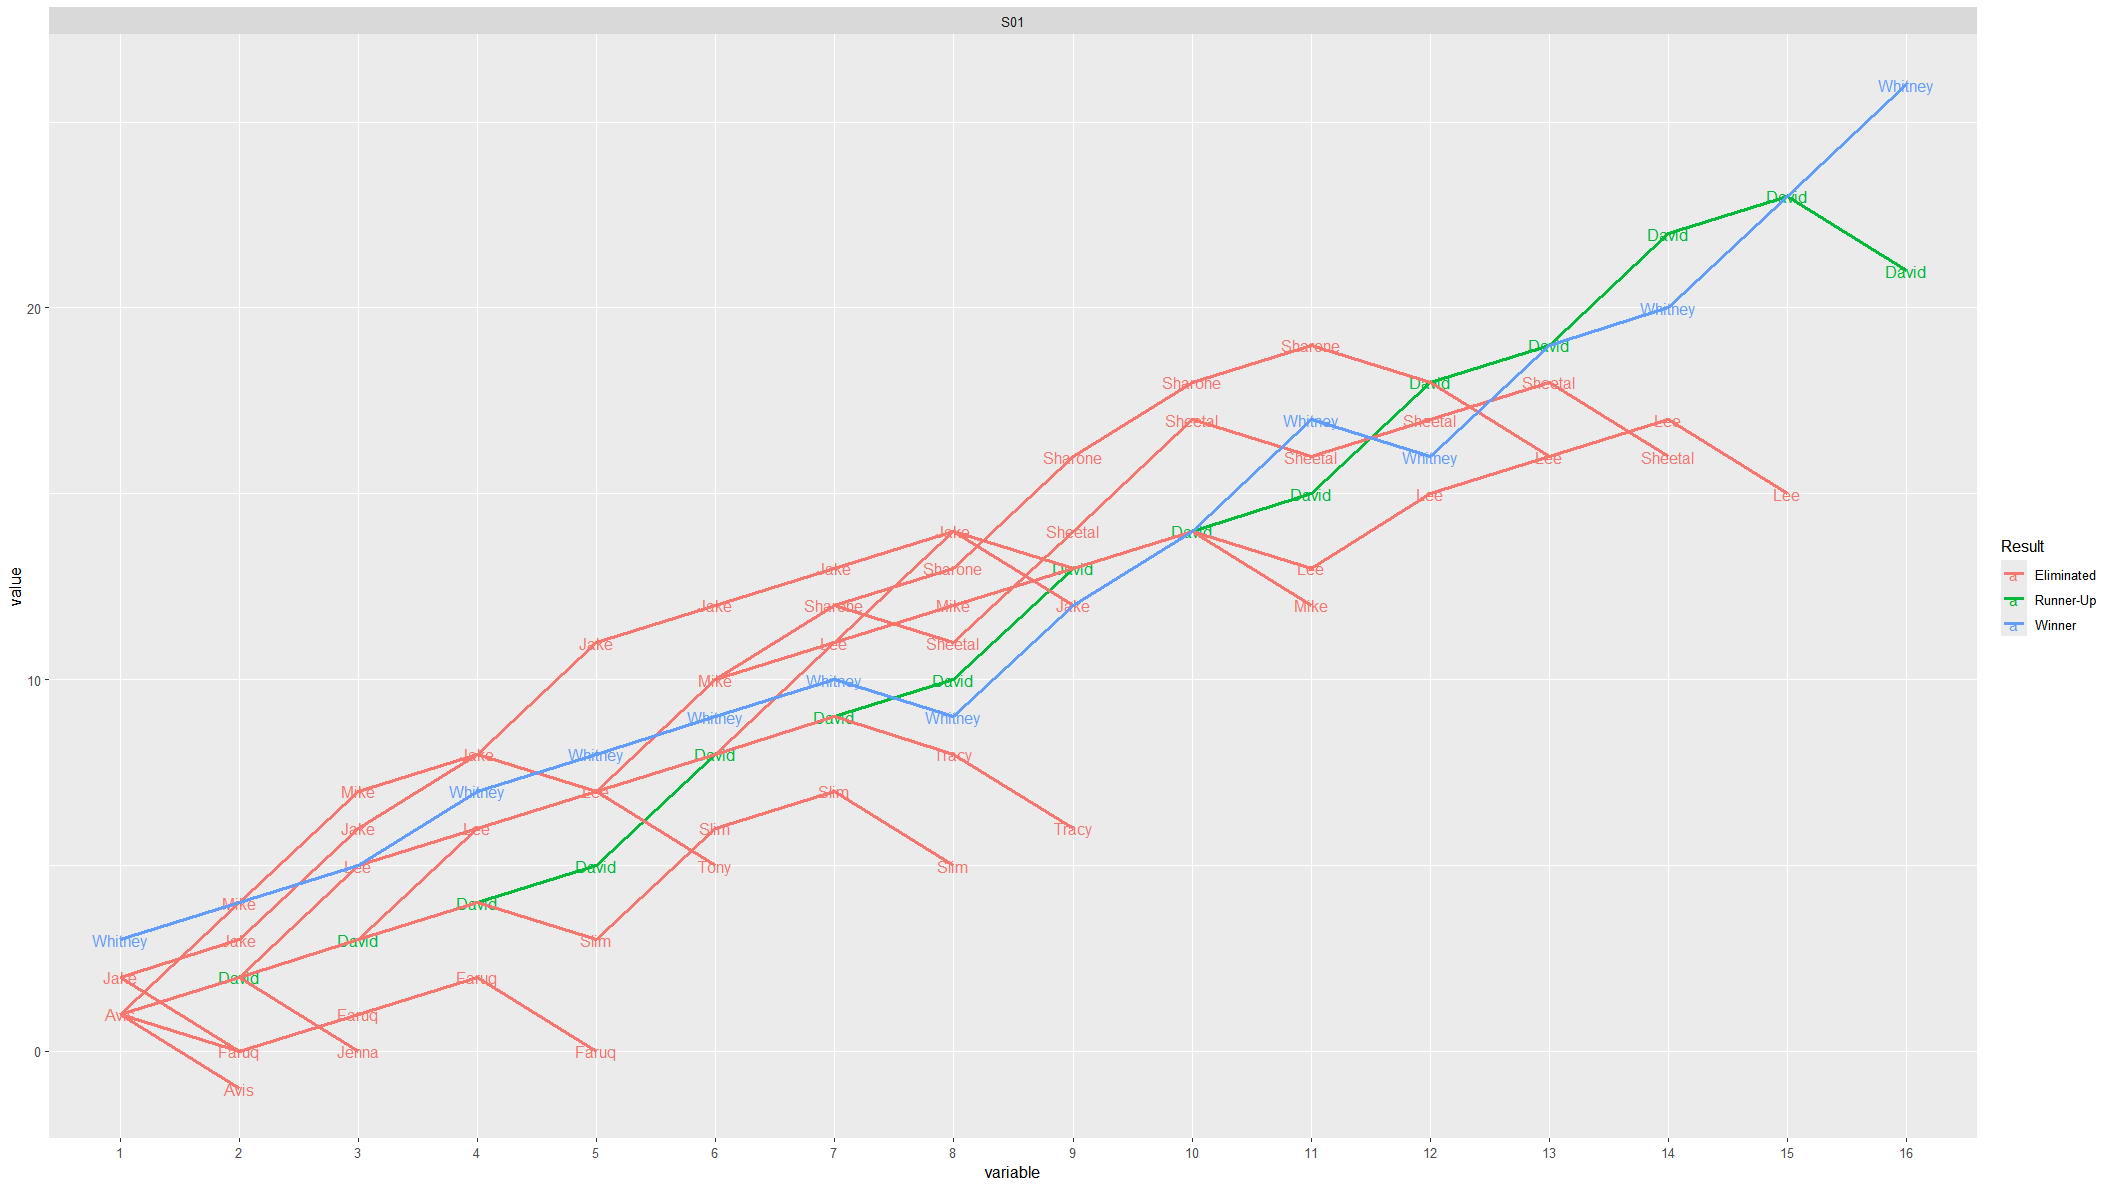 S01
Whitney
David
David
David
20
Whitney
David
Sharone
David
Sharone
David
Sheetal
Sheetal
Whitney
Sheetal
Lee
Sharone
Sheetal
Whitney
Lee
Sheetal
David
Lee
Lee
Jake
Sheetal
David
Jake
Sharone
David
Lee
Jake
Sharone
Mike
Jake
Mike
Jake
Lee
Sheetal
10
Mike
Whitney
David
Whitney
David
Whitney
Jake
Whitney
David
Tracy
Mike
Whitney
Lee
Slim
Jake
Lee
Slim
Tracy
Lee
David
Tony
Slim
Mike
David
Whitney
Jake
David
Slim
Jake
David
Faruq
Avis
Faruq
0
Faruq
Jenna
Faruq
Avis
1 2 3 4 5 6 7 8 9 10 11 12 13 14 15 16
variable
value
Result
a Eliminated
a Runner-Up
a Winner